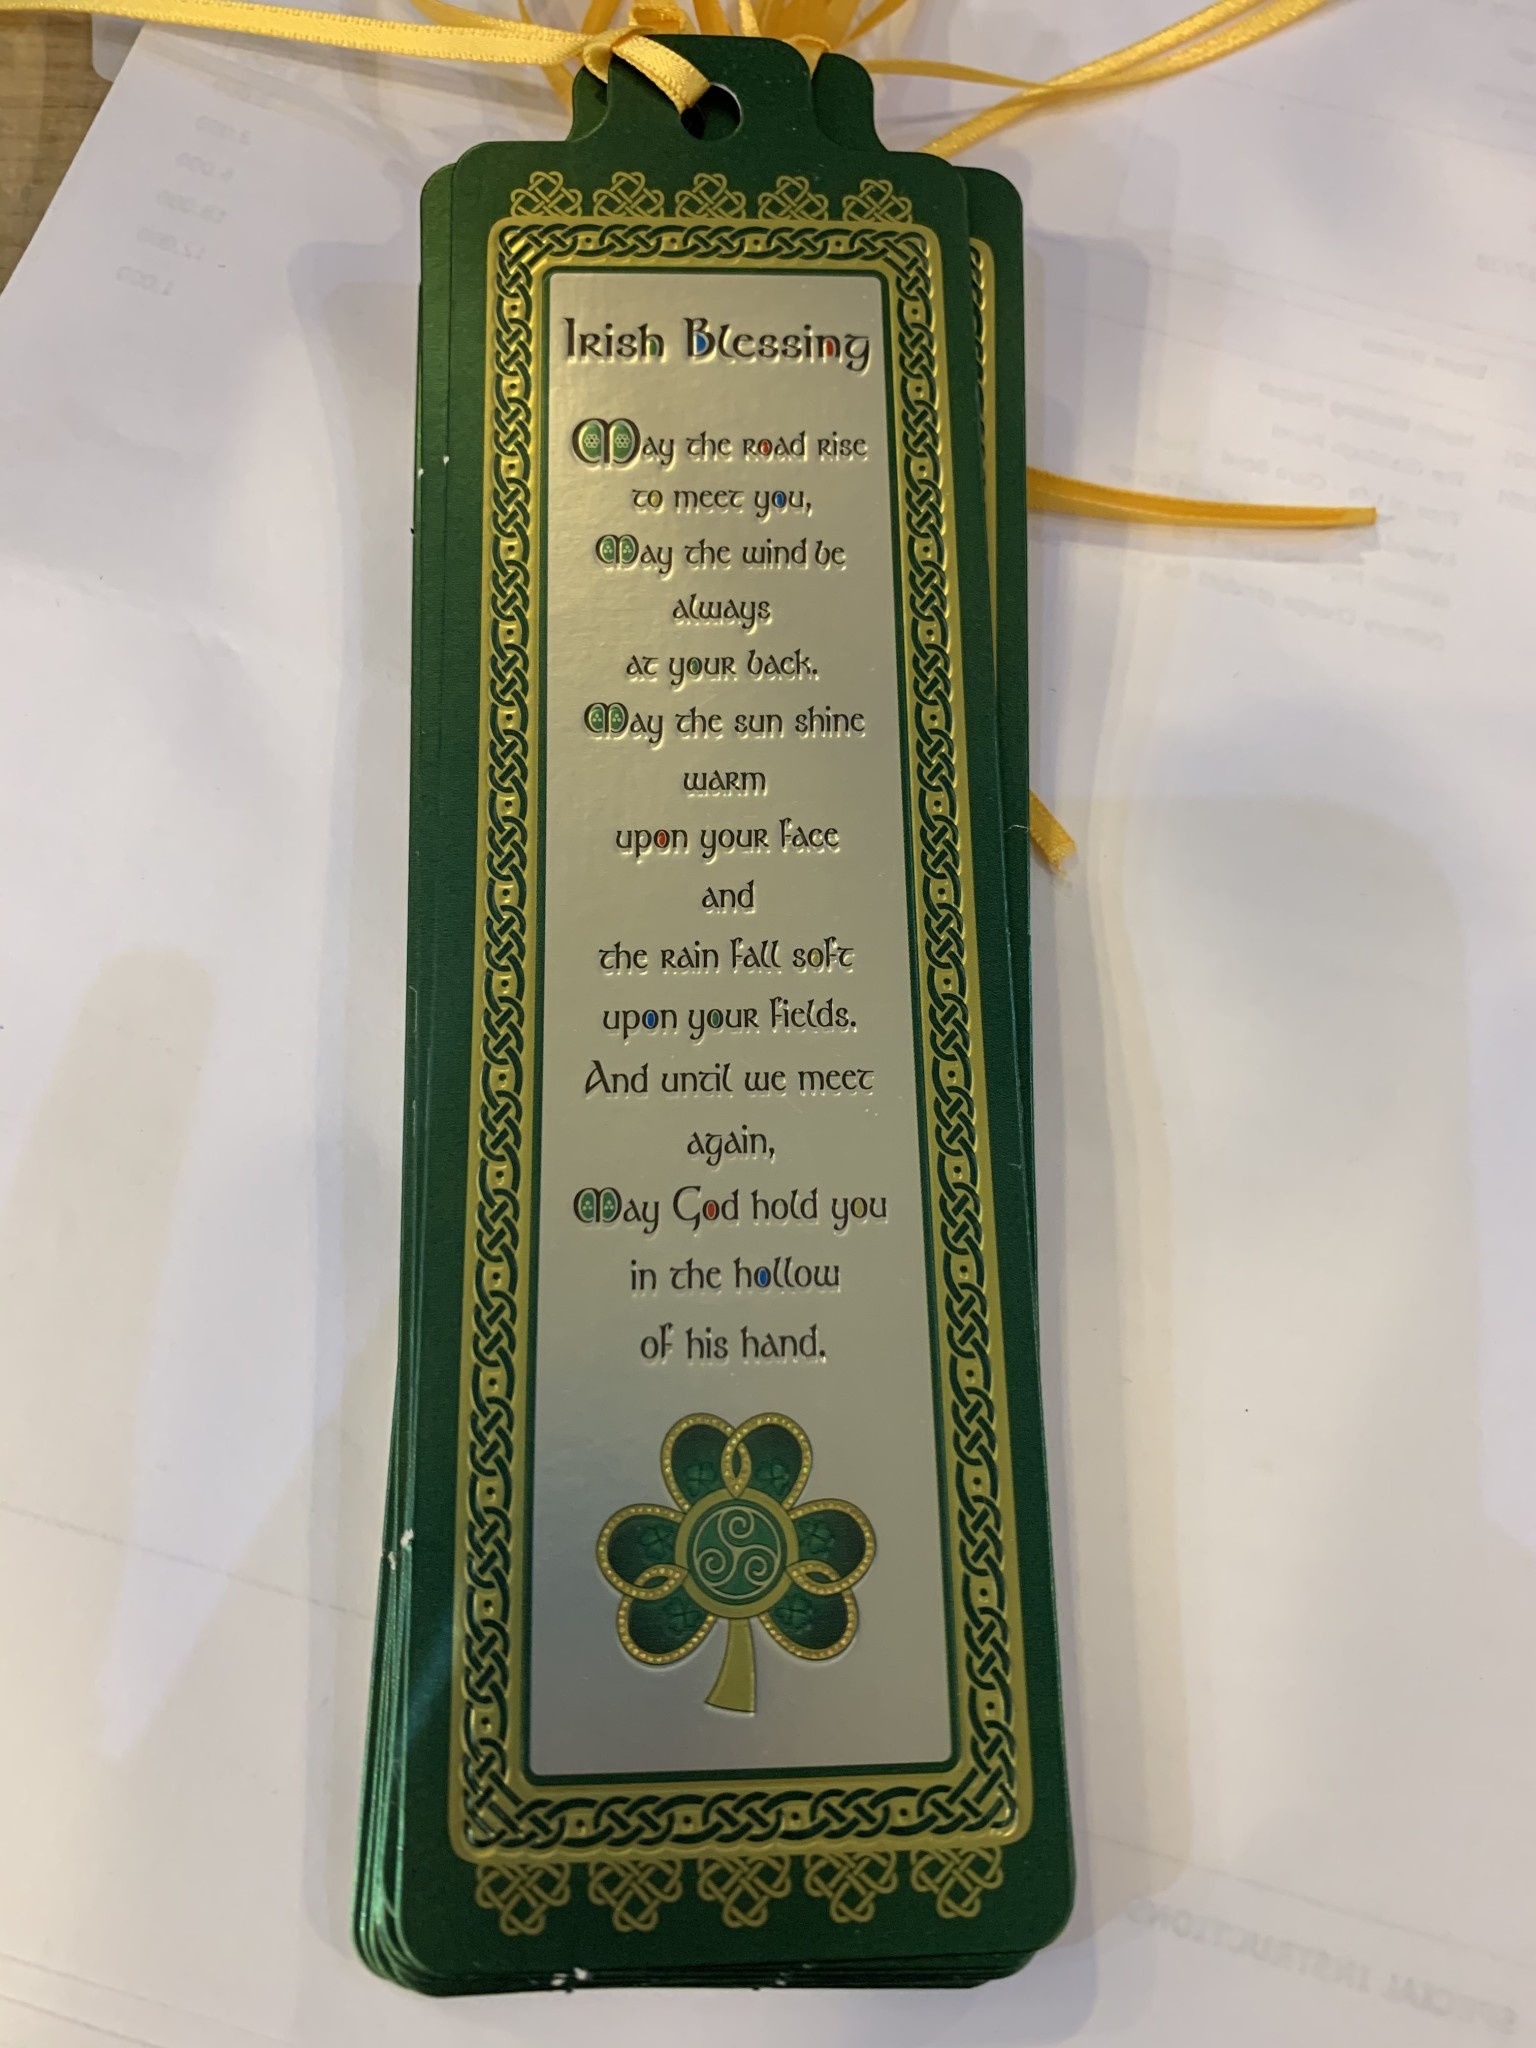 Irish Blessing
May the road rise
to meet you,
May the wind be
always
at your back.
May the sun shine
warm
upon your face
and
the rain fall soft
upon your fields.
And until we meet
again,
May God hold you
in the hollow
of his hand.
SPECIAL INSTRUCTIONS